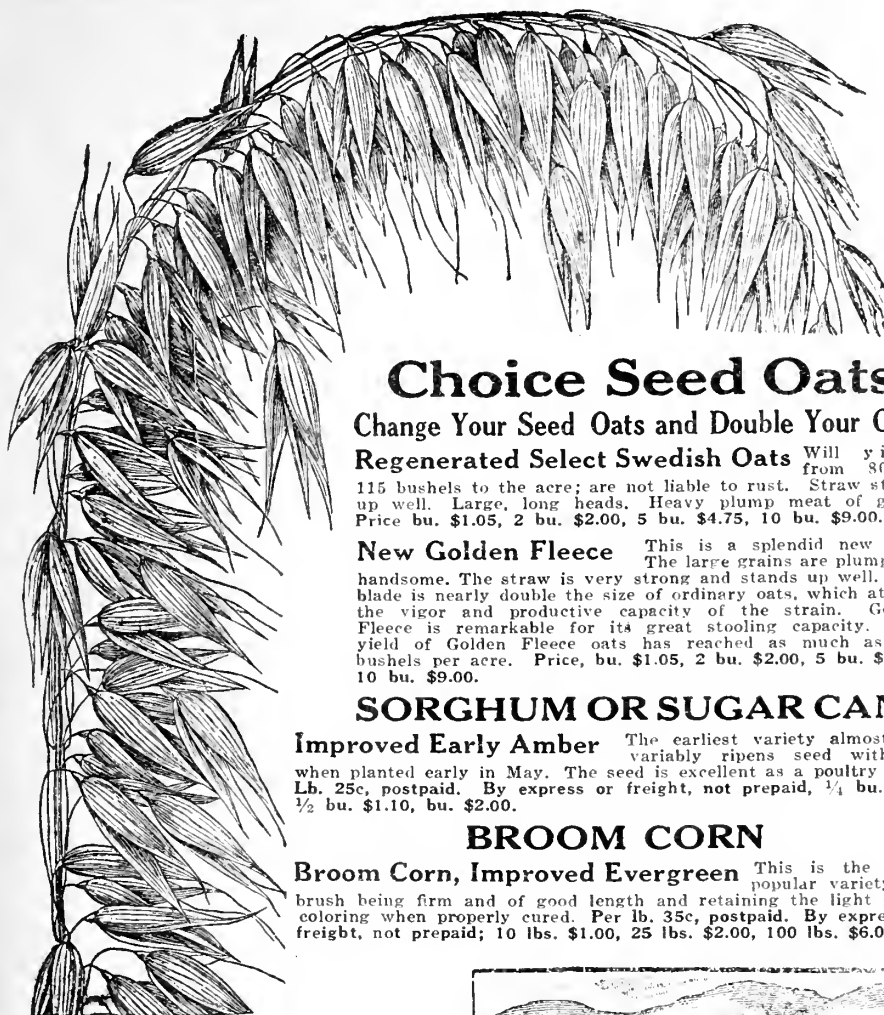 Choice Seed Oats
Change Your Seed Oats and Double Your
Regenerated Select Swedish Oats Will
from
115 bushels to the acre; are not liable to rust. Straw
up well. Large, long heads. Heavy plump meat of
Price bu. $1.05, 2 bu. $2.00, 5 bu. $4.75, 10 bu. $9.00.
New Golden Fleece This is a splendid new
The large grains are
handsome. The straw is very strong and stands up well.
blade is nearly double the size of ordinary oats, which
the vigor and productive capacity of the strain.
Fleece is remarkable for its great stooling capacity.
yield of Golden Fleece oats has reached as much as
bushels per acre. Price, bu. $1.05, 2 bu. $2.00, 5 bu.
10 bu. $9.00.
SORGHUM OR SUGAR
Improved Early Amber The earliest variety almost
variably ripens seed
when planted early in May. The seed is excellent as a poultry
Lb. 25c, postpaid. By express or freight, not prepaid, ¼ bu.
½ bu. $1.10, bu. $2.00.
BROOM CORN
Broom Corn, Improved Evergreen This is the
popular
brush being firm and of good length and retaining the light
coloring when properly cured. Per lb. 35c, postpaid. By
freight, not prepaid; 10 lbs. $1.00, 25 lbs. $2.00, 100 lbs.